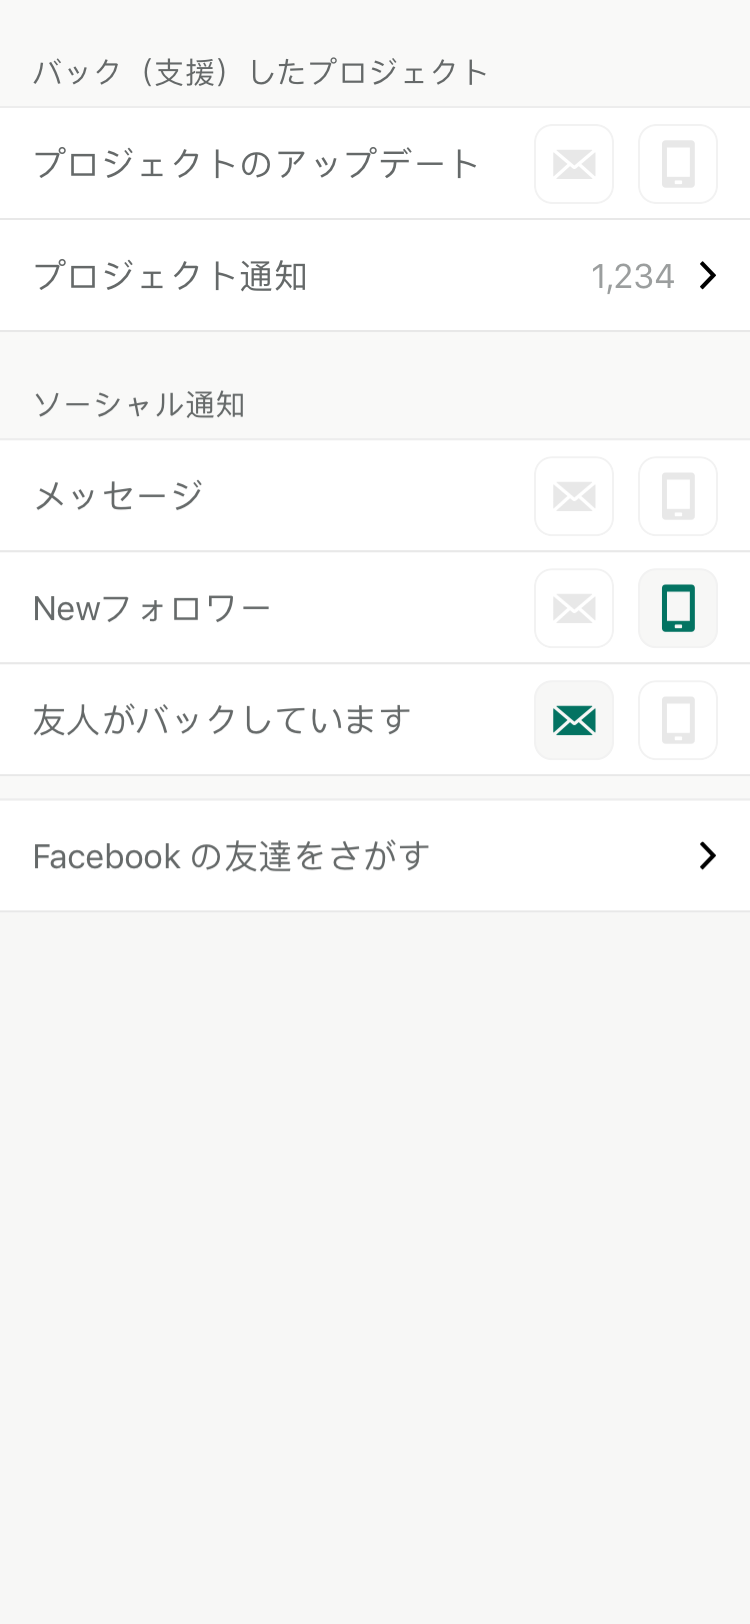 バック（支援）したプロジェクト
プロジェクトのアップデート
プロジェクト通知 1,234
ソーシャル通知
メッセージ
Newフォロワー
友人がバックしています
Facebook の友達をさがす